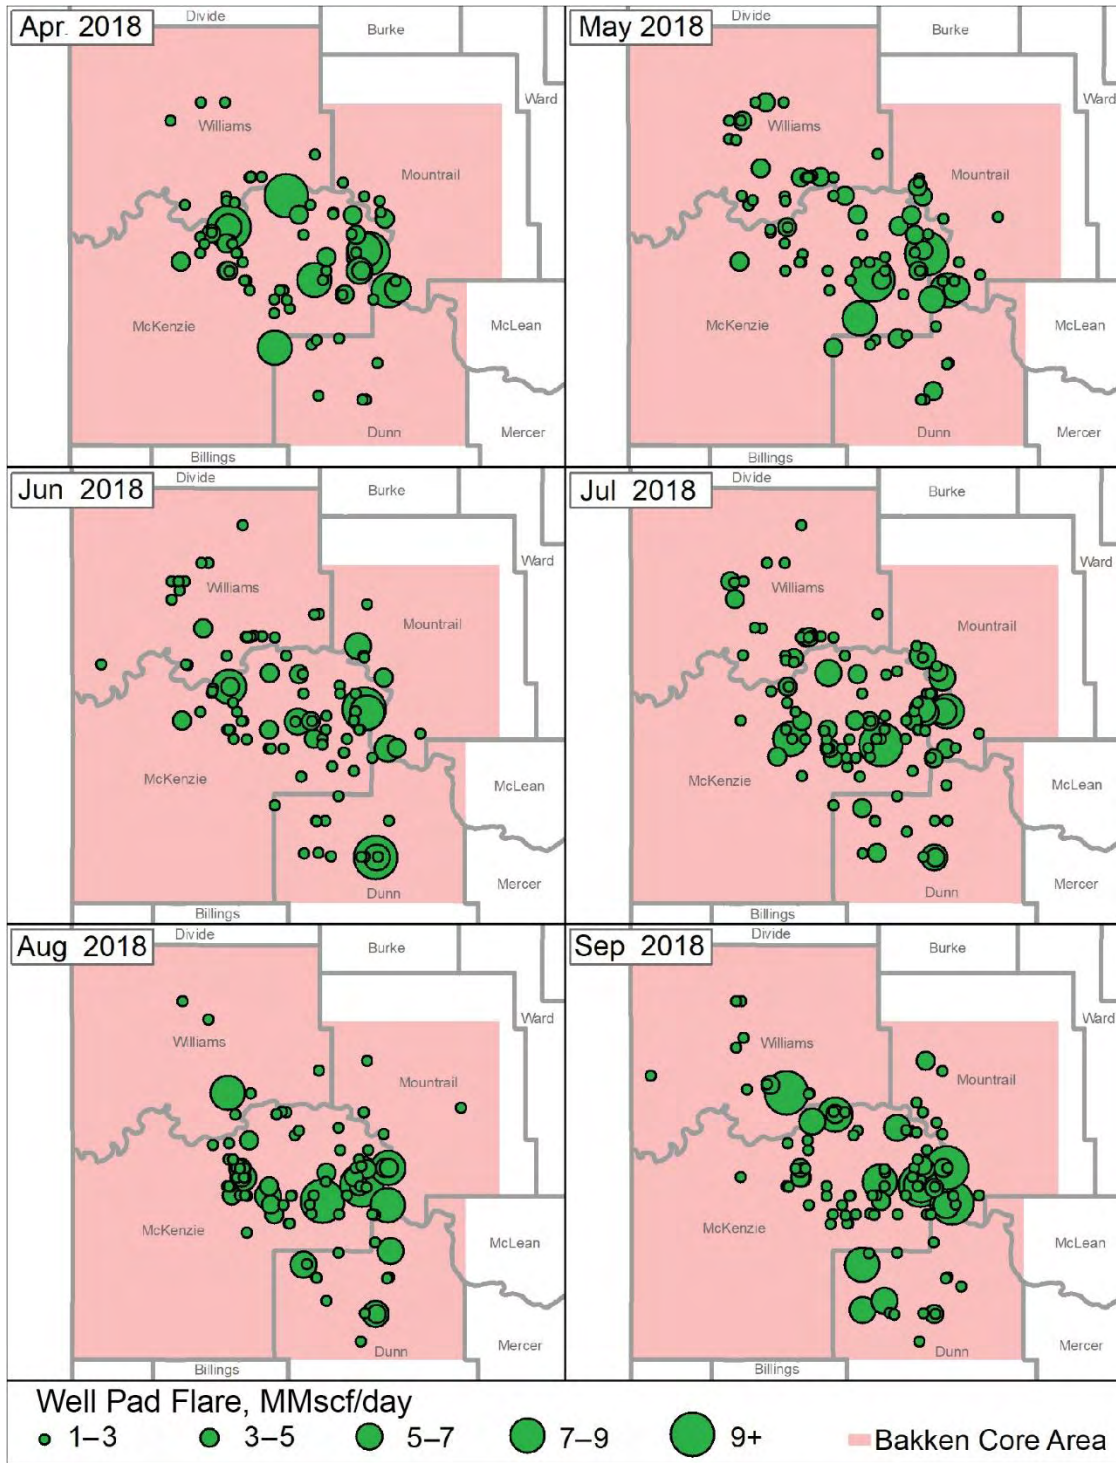 Apr. 2018
Divide
Burke
Ward
Williams
Mountrail
McKenzie
McLean
Dunn
Mercer
Billings
May 2018
Divide
Burke
Ward
Williams
Mountrail
McKenzie
McLean
Dunn
Mercer
Billings
Jun 2018
Divide
Burke
Ward
Williams
Mountrail
McKenzie
McLean
Dunn
Mercer
Billings
Jul 2018
Divide
Burke
Ward
Williams
Mountrail
McKenzie
McLean
Dunn
Mercer
Billings
Aug 2018
Divide
Burke
Ward
Williams
Mountrail
McKenzie
McLean
Dunn
Mercer
Billings
Sep 2018
Divide
Burke
Ward
Williams
Mountrail
McKenzie
McLean
Dunn
Mercer
Billings
Well Pad Flare, MMscf/day
1–3 3–5 5–7 7–9 9+ Bakken Core Area